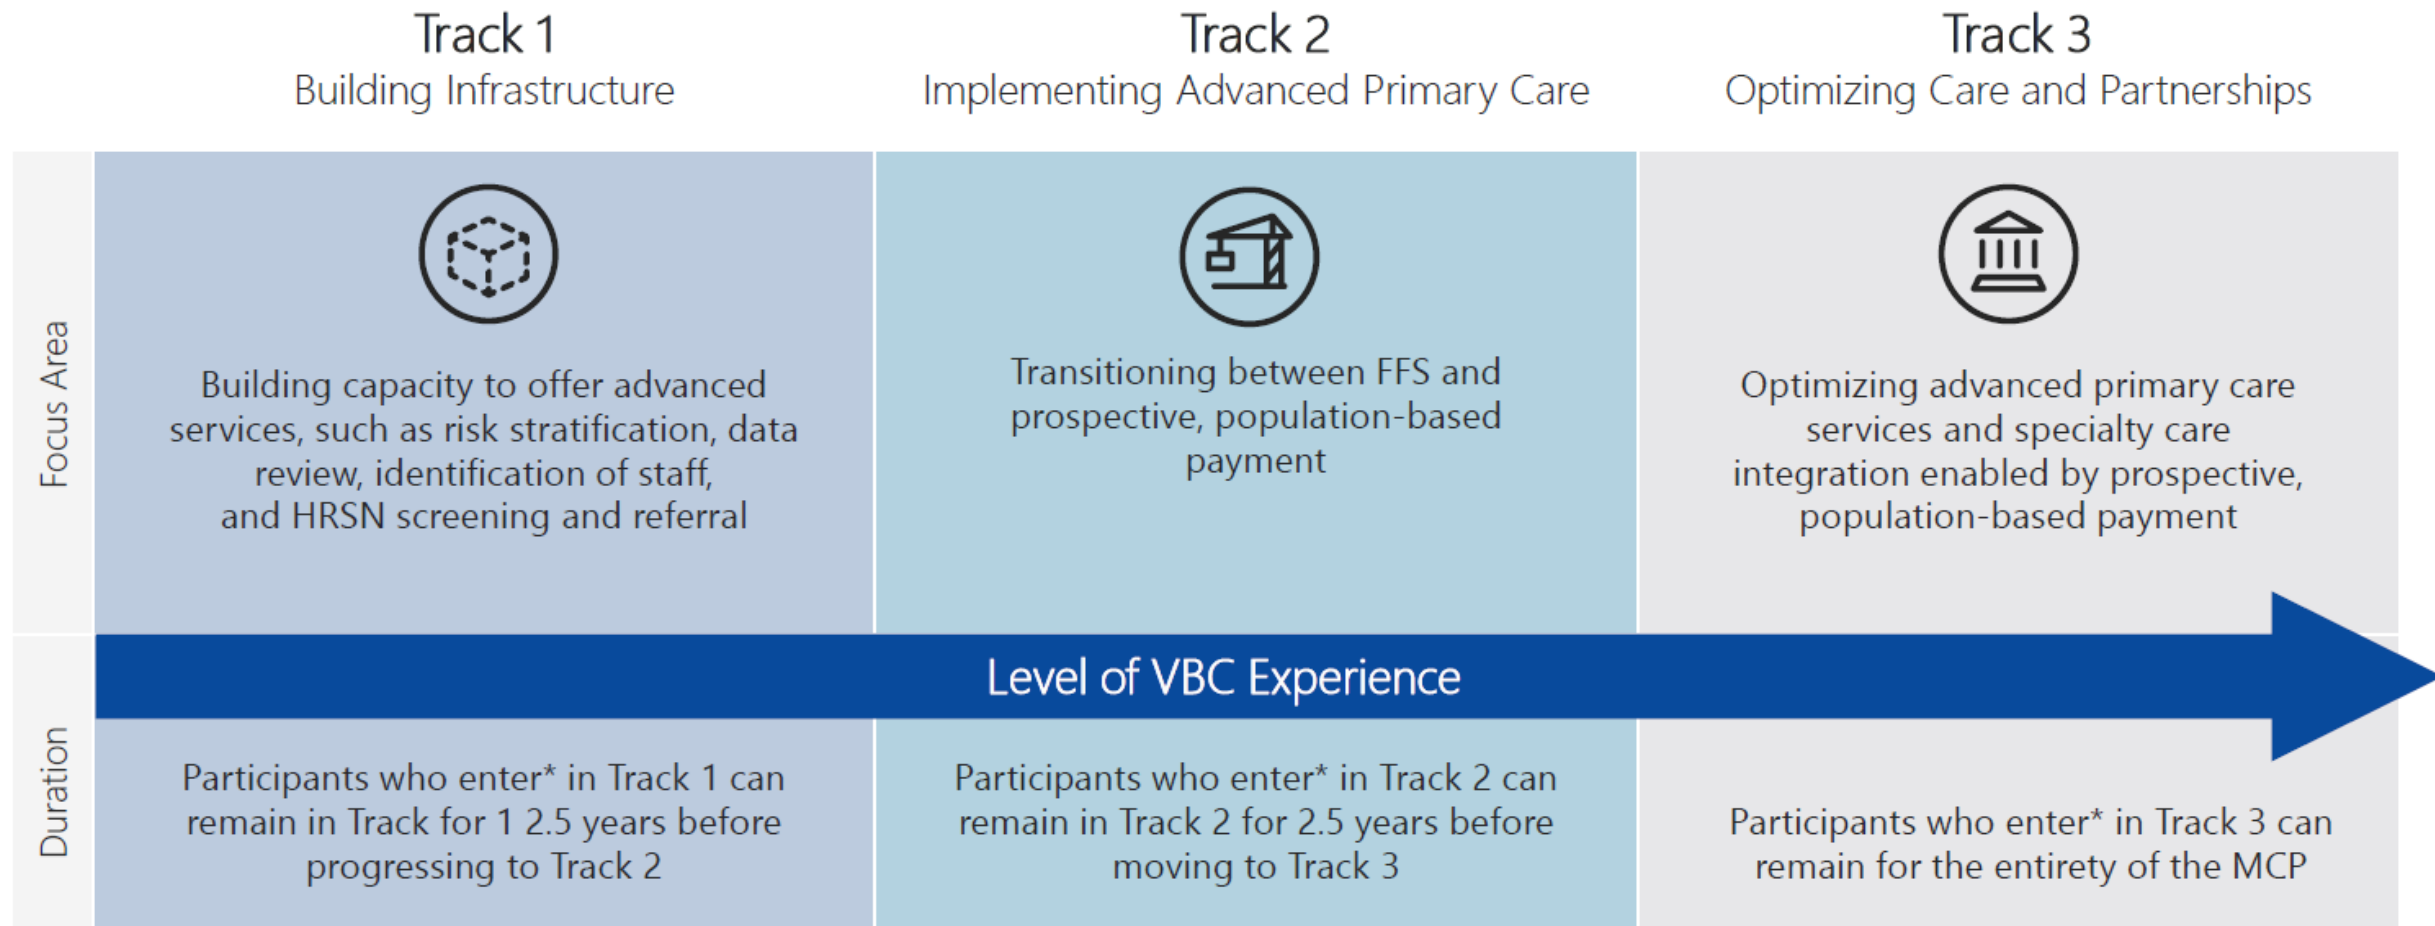 Track 1
Building Infrastructure
Track 2
Implementing Advanced Primary Care
Track 3
Optimizing Care and Partnerships
Focus Area
Building capacity to offer advanced
services, such as risk stratification, data
review, identification of staff,
and HRSN screening and referral
Transitioning between FFS and
prospective, population-based
payment
Optimizing advanced primary care
services and specialty care
integration enabled by prospective,
population-based payment
Level of VBC Experience
Duration
Participants who enter* in Track 1 can
remain in Track for 1 2.5 years before
progressing to Track 2
Participants who enter* in Track 2 can
remain in Track 2 for 2.5 years before
moving to Track 3
Participants who enter* in Track 3 can
remain for the entirety of the MCP